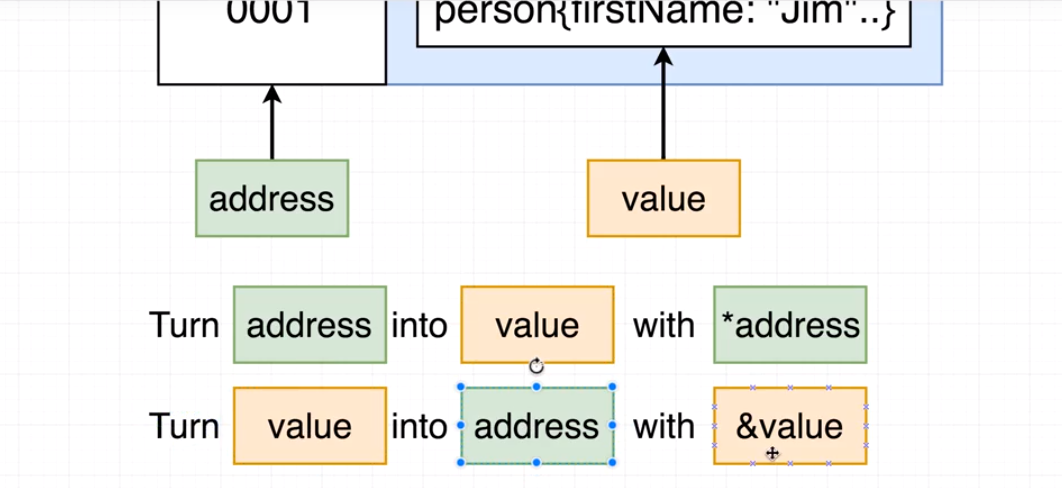 0001 person{firstName: "Jim"..}
address value
Turn address into value with *address
Turn value into address with &value